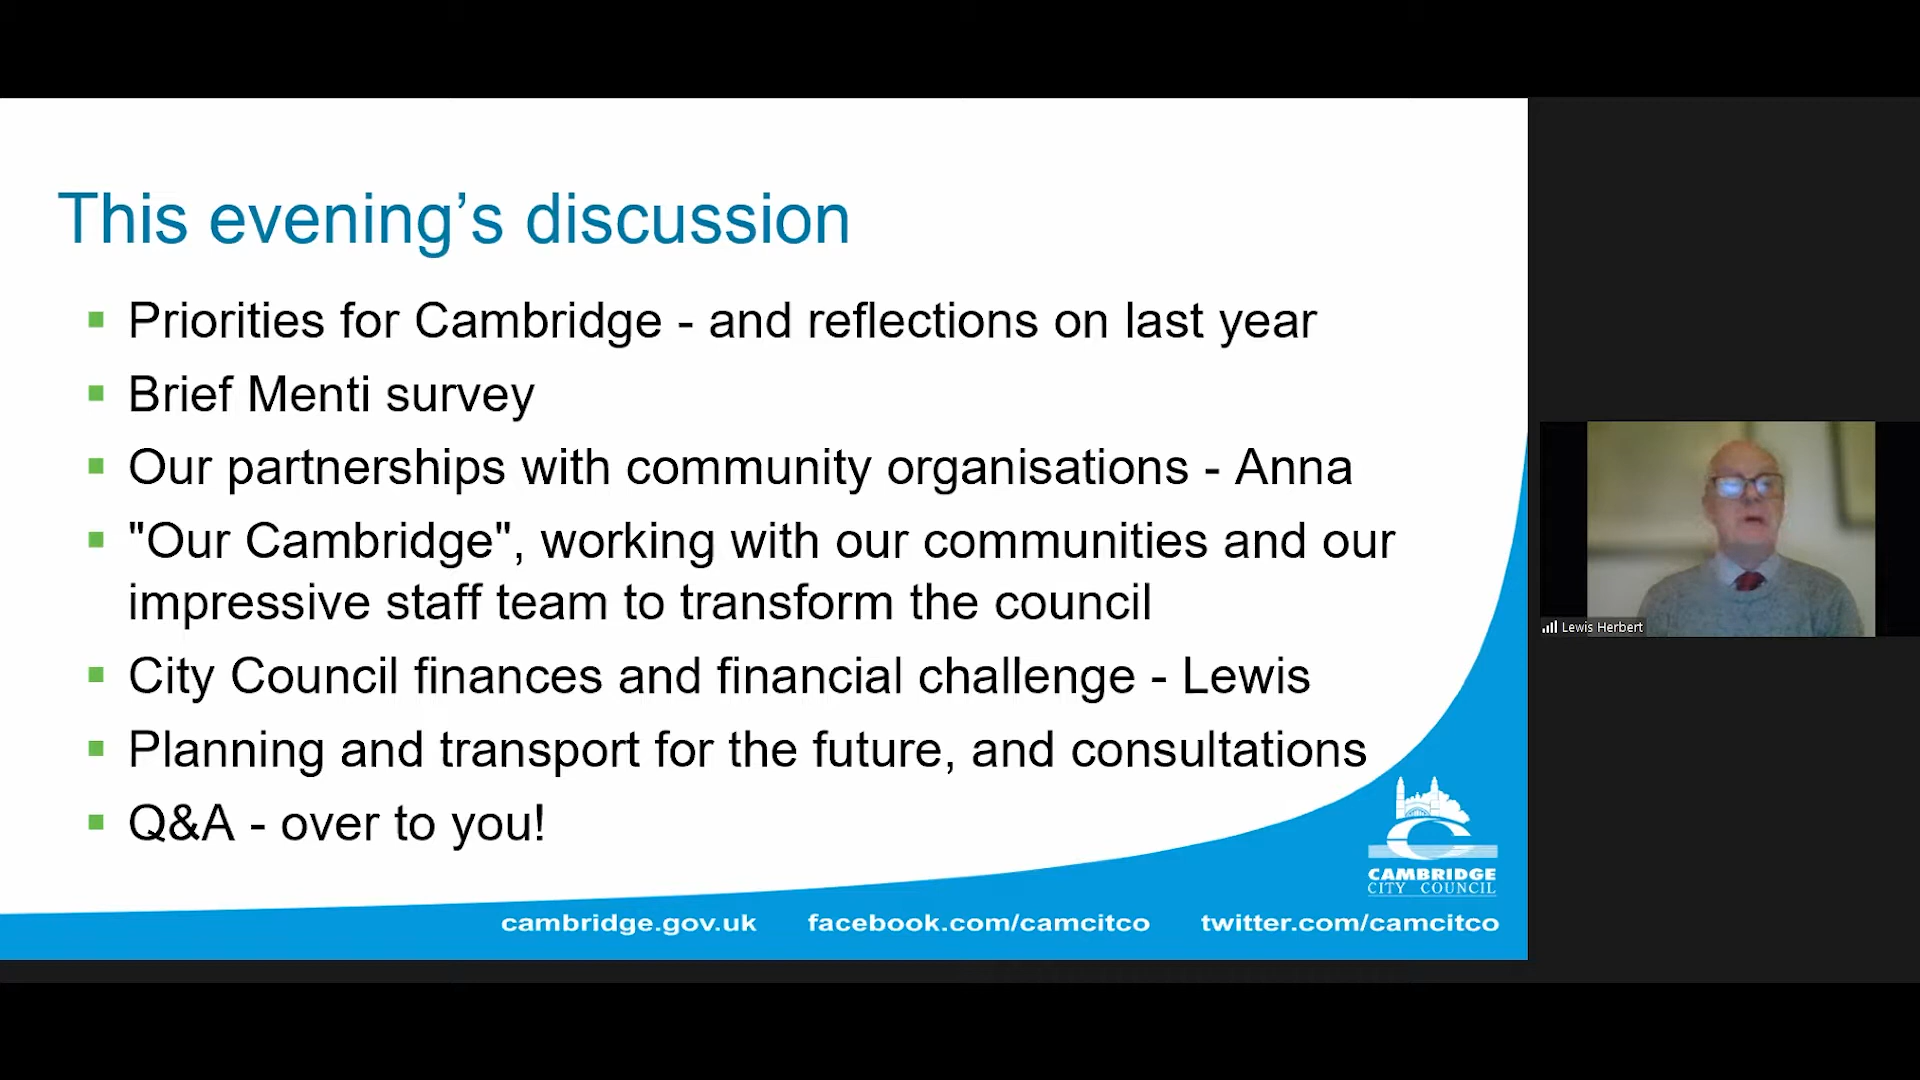 This evening’s discussion
▪ Priorities for Cambridge - and reflections on last year
▪ Brief Menti survey
▪ Our partnerships with community organisations - Anna
▪ "Our Cambridge", working with our communities and our
impressive staff team to transform the council
▪ City Council finances and financial challenge - Lewis
▪ Planning and transport for the future, and consultations
▪ Q&A - over to you!
CAMBRIDGE
CITY COUNCIL
cambridge.gov.uk facebook.com/camcitco twitter.com/camcitco
Lewis Herbert